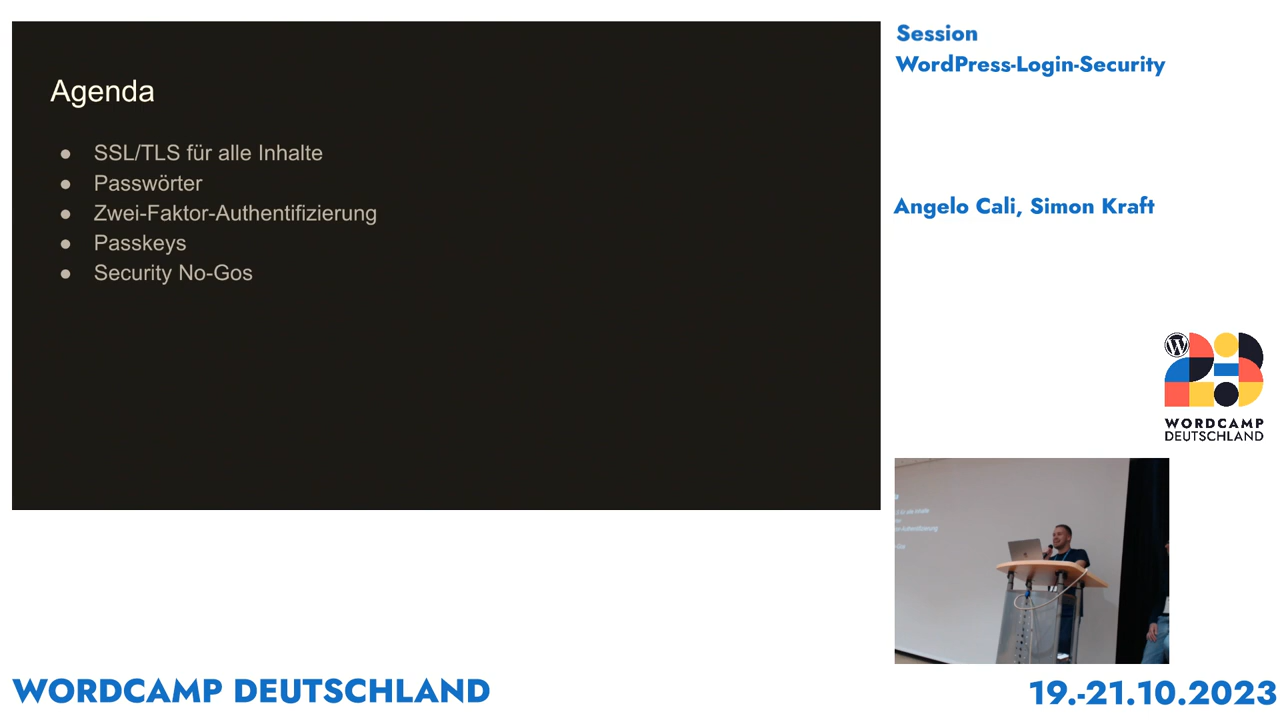 Agenda
● SSL/TLS für alle Inhalte
● Passwörter
● Zwei-Faktor-Authentifizierung
● Passkeys
● Security No-Gos
Session
WordPress-Login-Security
Angelo Cali, Simon Kraft
WORDCAMP
DEUTSCHLAND
WORDCAMP DEUTSCHLAND
19.-21.10.2023